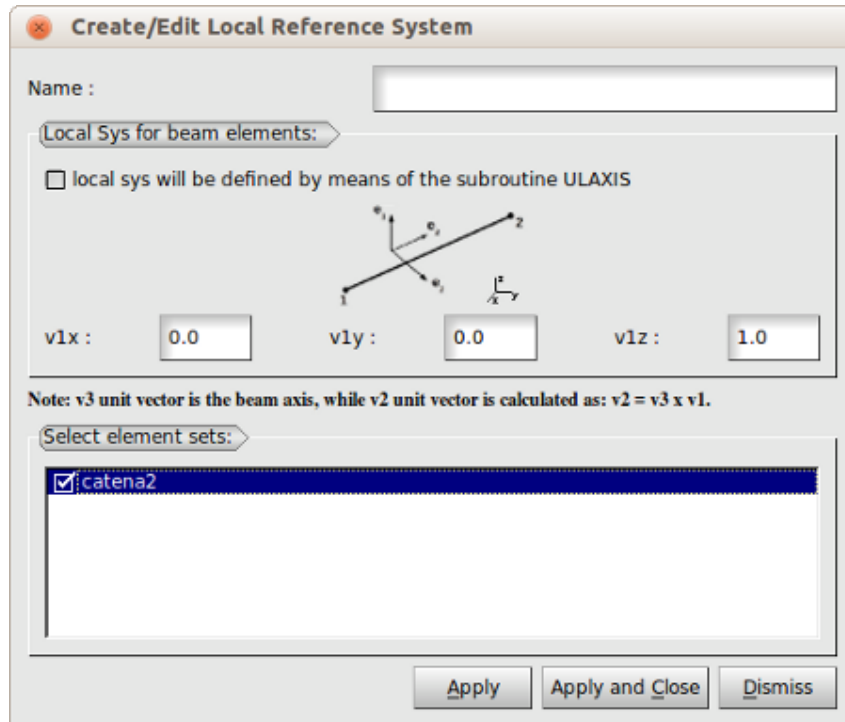 Create/Edit Local Reference System
Name :
Local Sys for beam elements:
local sys will be defined by means of the subroutine ULAXIS
2
1
z
x y
v1x : 0.0 v1y : 0.0 v1z : 1.0
Note: v3 unit vector is the beam axis, while v2 unit vector is calculated as: v2 = v3 x v1.
Select element sets:
catena2
Apply Apply and Close Dismiss